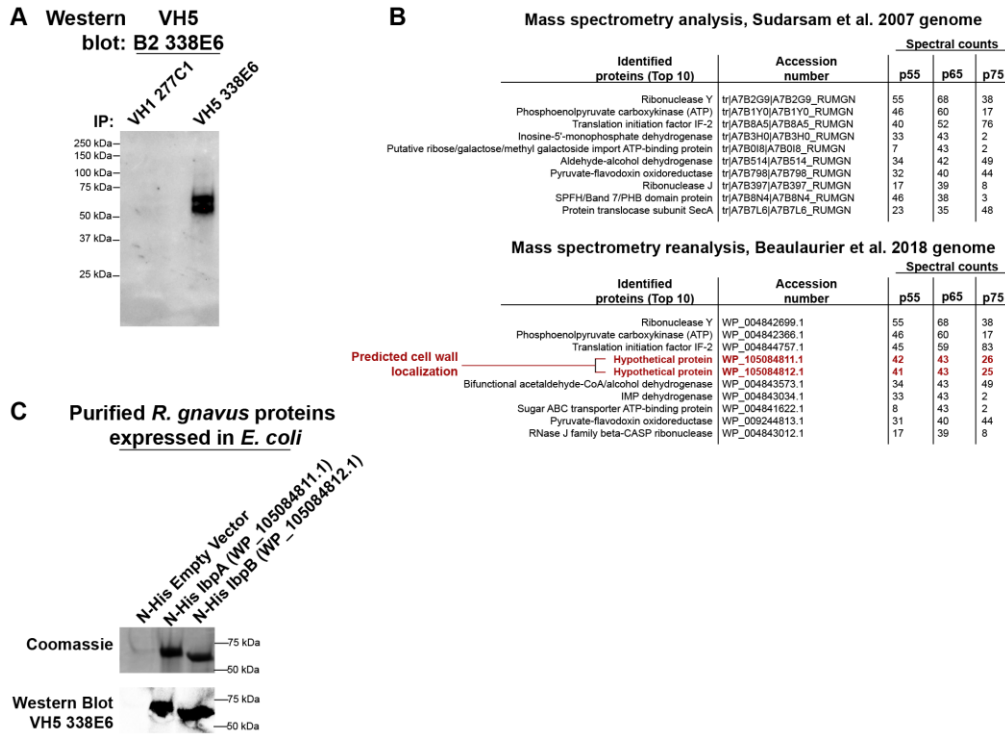 A Western VH5
blot: B2 338E6
VH1 277C1
VH5 338E6
IP:
250 kDa
150 kDa
100 kDa
75 kDa
50 kDa
37 kDa
25 kDa
B Mass spectrometry analysis, Sudarsam et al. 2007 genome
Spectral counts
Identified proteins (Top 10) Accession number p55 p65 p75
Ribonuclease Y tr|A7B2G9|A7B2G9_RUMGN 55 68 38
Phosphoenolpyruvate carboxykinase (ATP) tr|A7B1Y0|A7B1Y0_RUMGN 46 60 17
Translation initiation factor IF-2 tr|A7B8A5|A7B8A5_RUMGN 40 52 76
Inosine-5'-monophosphate dehydrogenase tr|A7B3H0|A7B3H0_RUMGN 33 43 2
Putative ribose/galactose/methyl galactoside import ATP-binding protein tr|A7B0I8|A7B0I8_RUMGN 7 43 2
Aldehyde-alcohol dehydrogenase tr|A7B514|A7B514_RUMGN 34 42 49
Pyruvate-flavodoxin oxidoreductase tr|A7B798|A7B798_RUMGN 32 40 44
Ribonuclease J tr|A7B397|A7B397_RUMGN 17 39 8
SPFH/Band 7/PHB domain protein tr|A7B8N4|A7B8N4_RUMGN 46 38 3
Protein translocase subunit SecA tr|A7B7L6|A7B7L6_RUMGN 23 35 48
Mass spectrometry reanalysis, Beaulaurier et al. 2018 genome
Spectral counts
Identified proteins (Top 10) Accession number p55 p65 p75
Ribonuclease Y WP_004842699.1 55 68 38
Phosphoenolpyruvate carboxykinase (ATP) WP_004842366.1 46 60 17
Translation initiation factor IF-2 WP_004844757.1 45 59 83
Predicted cell wall localization
Hypothetical protein WP_105084811.1 42 43 26
Hypothetical protein WP_105084812.1 41 43 25
Bifunctional acetaldehyde-CoA/alcohol dehydrogenase WP_004843573.1 34 43 49
IMP dehydrogenase WP_004843034.1 33 43 2
Sugar ABC transporter ATP-binding protein WP_004841622.1 8 43 2
Pyruvate-flavodoxin oxidoreductase WP_009244813.1 31 40 44
RNase J family beta-CASP ribonuclease WP_004843012.1 17 39 8
C Purified R. gnavus proteins
expressed in E. coli
N-His Empty Vector
N-His IbpA (WP_105084811.1)
N-His IbpB (WP_105084812.1)
Coomassie
75 kDa
50 kDa
Western Blot
VH5 338E6
75 kDa
50 kDa